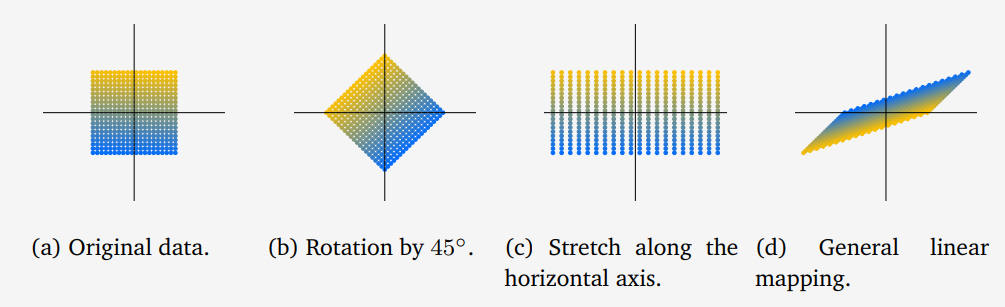 (a) Original data.
(b) Rotation by 45°.
(c) Stretch along the
horizontal axis.
(d) General linear
mapping.